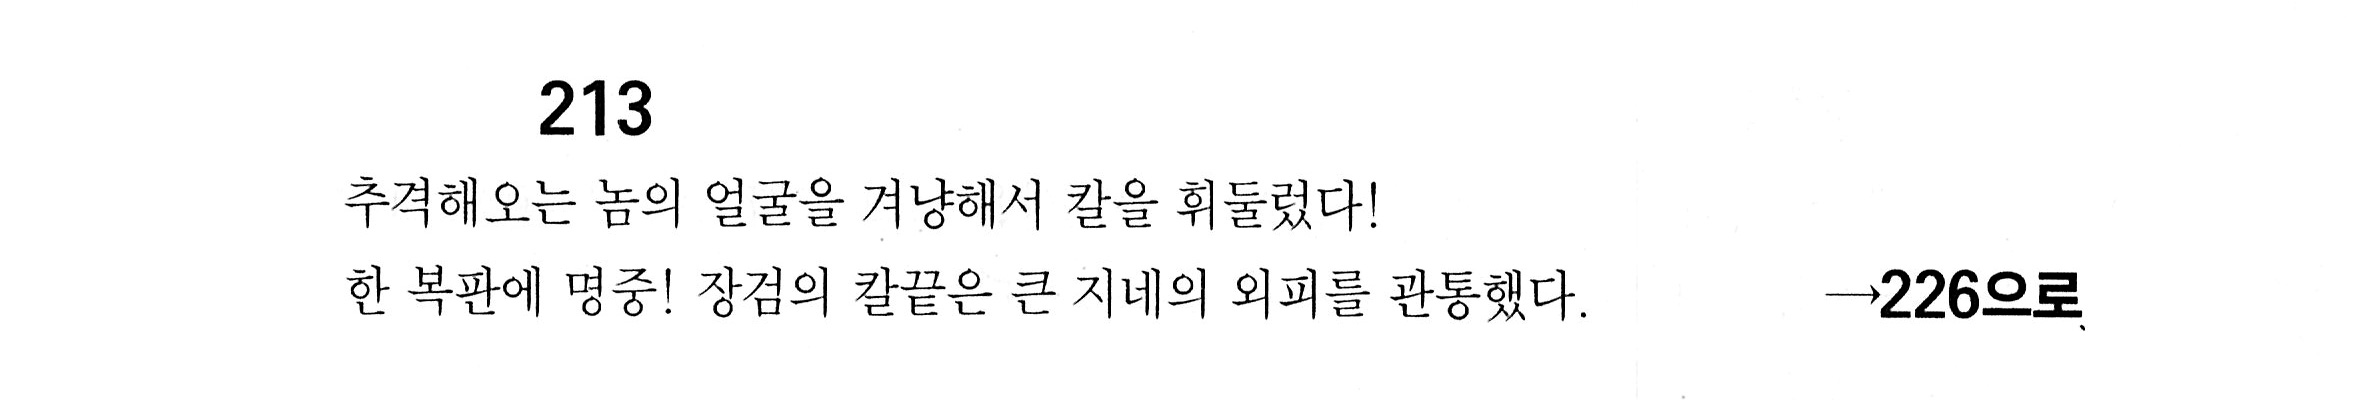 213
추격해오는 놈의 얼굴을 겨냥해서 칼을 휘둘렀다!
한 복판에 명중! 장검의 칼끝은 큰 지네의 외피를 관통했다. →226으로